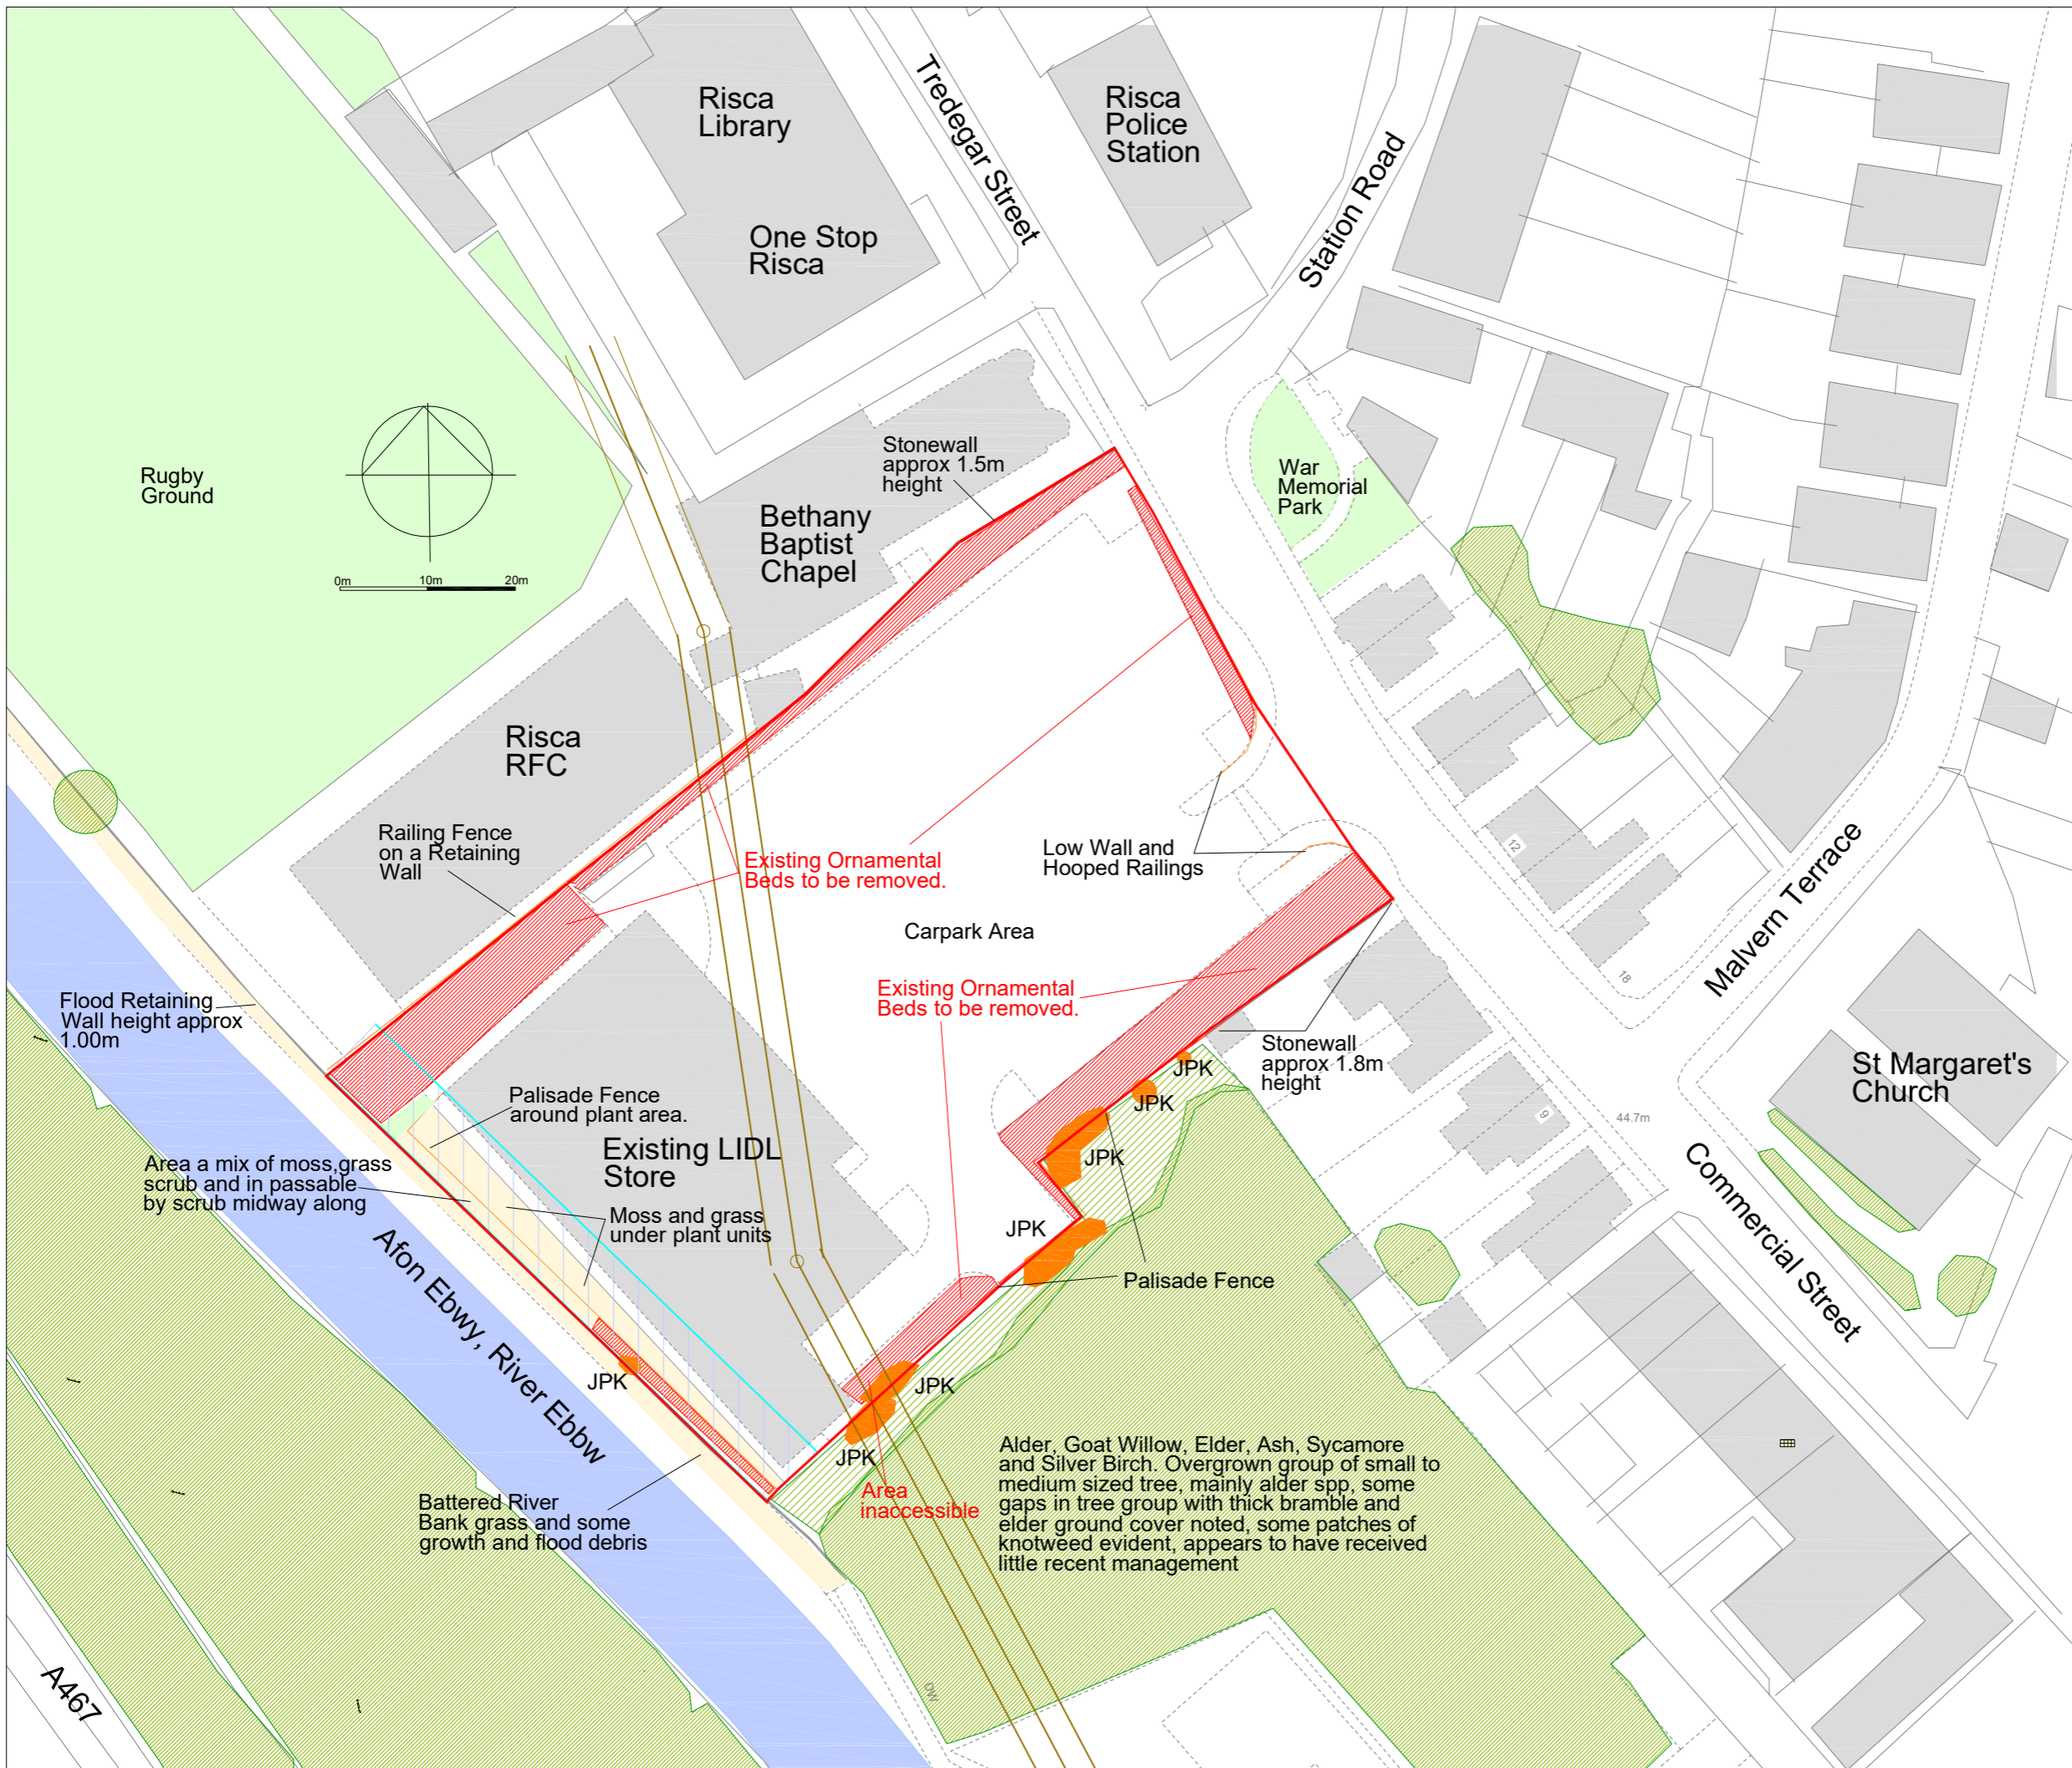 Risca
Library
Tredegar Street
Risca
Police
Station
Station Road
One Stop
Risca
Rugby
Ground
0m 10m 20m
Stonewall
approx 1.5m
height
War
Memorial
Park
Bethany
Baptist
Chapel
Risca
RFC
Railing Fence
on a Retaining
Wall
Existing Ornamental
Beds to be removed.
Low Wall and
Hooped Railings
12
Malvern Terrace
Carpark Area
18
Existing Ornamental
Beds to be removed.
Flood Retaining
Wall height approx
1.00m
Stonewall
approx 1.8m
height
St Margaret's
Church
JPK
JPK
JPK
JPK
Palisade Fence
around plant area.
9
44.7m
Existing LIDL
Store
Area a mix of moss,grass
scrub and in passable
by scrub midway along
Moss and grass
under plant units
Commercial Street
Afon Ebwy, River Ebbw
Palisade Fence
JPK
JPK
JPK
Area
inaccessible
Alder, Goat Willow, Elder, Ash, Sycamore
and Silver Birch. Overgrown group of small to
medium sized tree, mainly alder spp, some
gaps in tree group with thick bramble and
elder ground cover noted, some patches of
knotweed evident, appears to have received
little recent management
Battered River
Bank grass and some
growth and flood debris
A467
DW